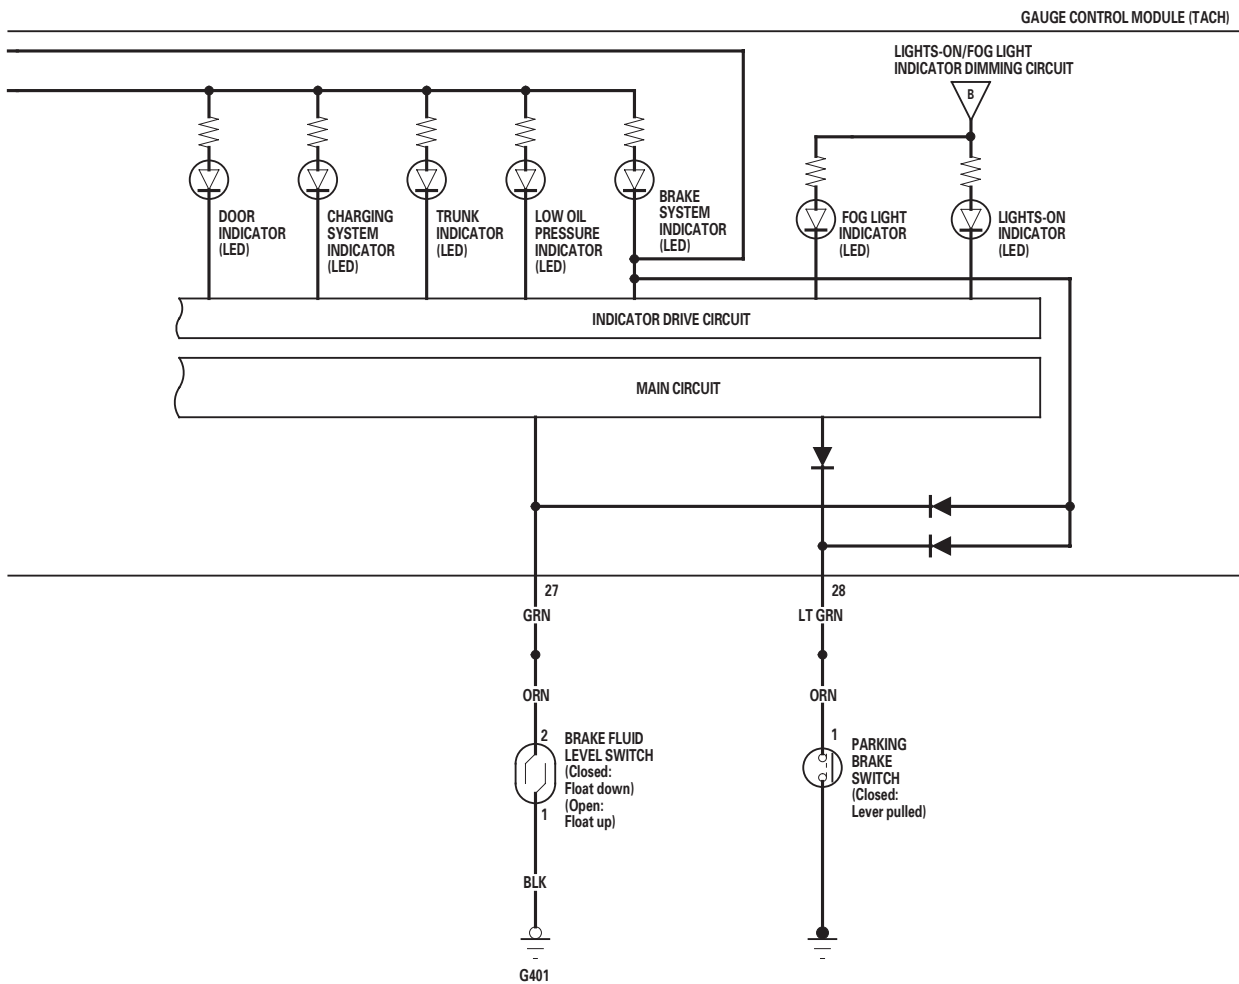 GAUGE CONTROL MODULE (TACH)
LIGHTS-ON/FOG LIGHT
INDICATOR DIMMING CIRCUIT
B
DOOR
INDICATOR
(LED)
CHARGING
SYSTEM
INDICATOR
(LED)
TRUNK
INDICATOR
(LED)
LOW OIL
PRESSURE
INDICATOR
(LED)
BRAKE
SYSTEM
INDICATOR
(LED)
FOG LIGHT
INDICATOR
(LED)
LIGHTS-ON
INDICATOR
(LED)
INDICATOR DRIVE CIRCUIT
MAIN CIRCUIT
27
GRN
ORN
2
BRAKE FLUID
LEVEL SWITCH
(Closed:
Float down)
(Open:
Float up)
1
BLK
G401
28
LT GRN
ORN
1
PARKING
BRAKE
SWITCH
(Closed:
Lever pulled)